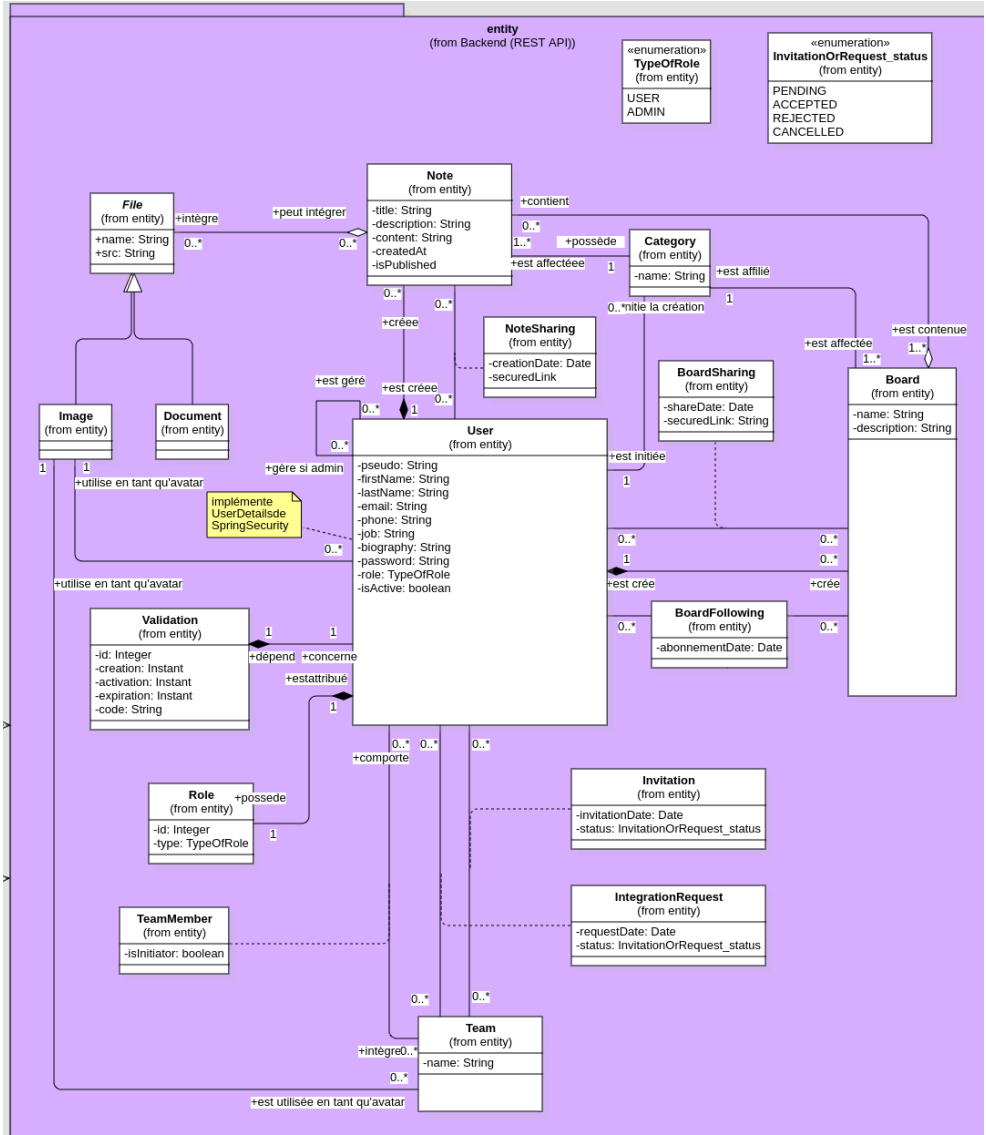 entity
(from Backend (REST API))
«enumeration»
TypeOfRole
(from entity)
USER
ADMIN
«enumeration»
InvitationOrRequest_status
(from entity)
PENDING
ACCEPTED
REJECTED
CANCELLED
File
(from entity)
+name: String
+src: String
+intègre
0..*
+peut intégrer
0..*
Note
(from entity)
-title: String
-description: String
-content: String
-createdAt
-isPublished
+contient
0..*
1..*
+possède
+est affectéee
1
Category
(from entity)
-name: String
+est affilié
1
0..*
nitie la création
+est affectée
1..*
+est contenue
1..*
0..*
+créee
0..*
NoteSharing
(from entity)
-creationDate: Date
-securedLink
BoardSharing
(from entity)
-shareDate: Date
-securedLink: String
Board
(from entity)
-name: String
-description: String
+est géré
0..*
+est créee
1
0..*
0..*
+gère si admin
Image
(from entity)
Document
(from entity)
1
1
+utilise en tant qu'avatar
User
(from entity)
-pseudo: String
-firstName: String
-lastName: String
-email: String
-phone: String
-job: String
-biography: String
-password: String
-role: TypeOfRole
-isActive: boolean
+est initiée
1
implémente
UserDetailsde
SpringSecurity
0..*
0..*
0..*
1
0..*
+est crée
+crée
+utilise en tant qu'avatar
Validation
(from entity)
-id: Integer
-creation: Instant
-activation: Instant
-expiration: Instant
-code: String
1
1
+dépend
+concerne
BoardFollowing
(from entity)
-abonnementDate: Date
0..*
0..*
+estattribué
1
Role
(from entity)
-id: Integer
-type: TypeOfRole
+possede
1
0..*
0..*
0..*
+comporte
Invitation
(from entity)
-invitationDate: Date
-status: InvitationOrRequest_status
IntegrationRequest
(from entity)
-requestDate: Date
-status: InvitationOrRequest_status
TeamMember
(from entity)
-isInitiator: boolean
0..*
0..*
Team
(from entity)
-name: String
+intègre
0..*
0..*
+est utilisée en tant qu'avatar